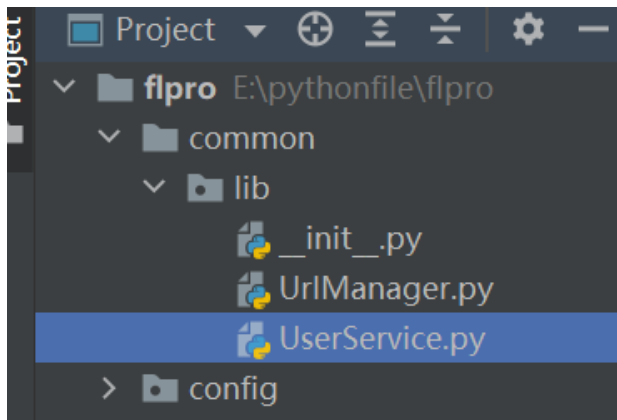 Project
Project
flpro E:\pythonfile\flpro
common
lib
__init__.py
UrlManager.py
UserService.py
config